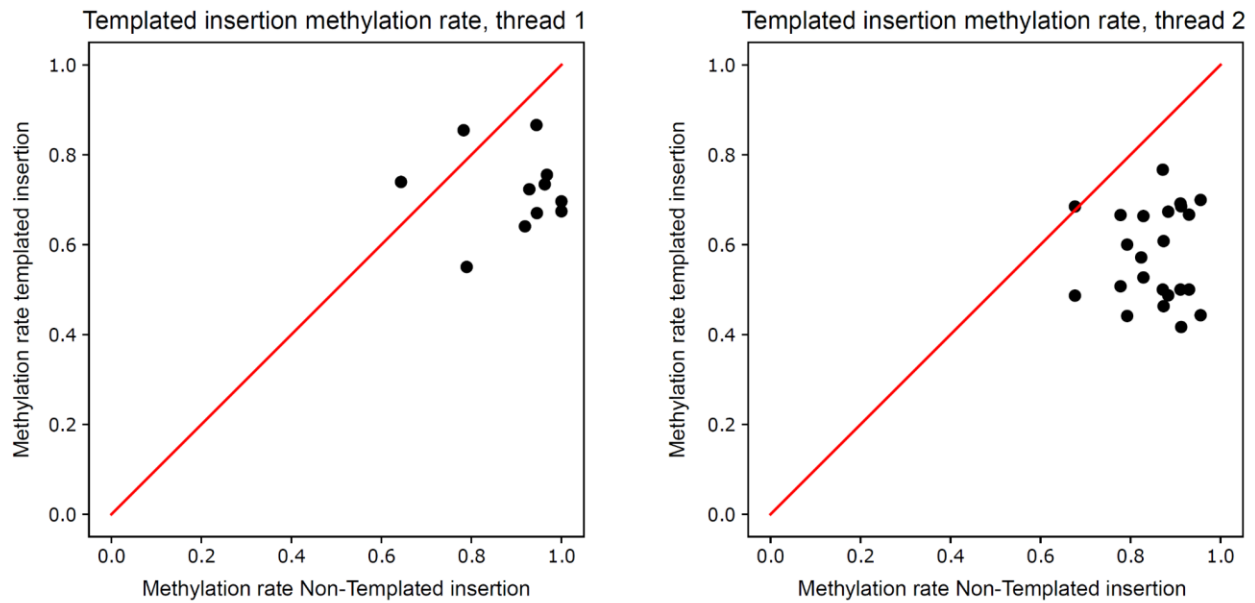 Templated insertion methylation rate, thread 1
Methylation rate templated insertion
1.0
0.8
0.6
0.4
0.2
0.0
0.0 0.2 0.4 0.6 0.8 1.0
Methylation rate Non-Templated insertion
Templated insertion methylation rate, thread 2
Methylation rate templated insertion
1.0
0.8
0.6
0.4
0.2
0.0
0.0 0.2 0.4 0.6 0.8 1.0
Methylation rate Non-Templated insertion